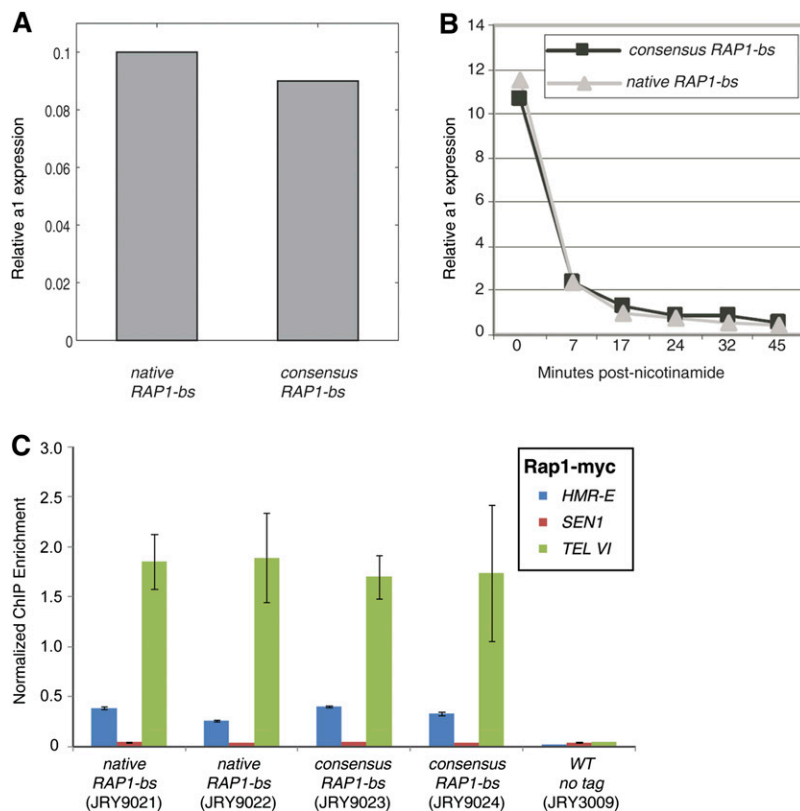 A
Relative a1 expression
0.1
0.08
0.06
0.04
0.02
0
native
RAP1-bs
consensus
RAP1-bs
B
Relative a1 expression
14
12
10
8
6
4
2
0
consensus RAP1-bs
native RAP1-bs
0 7 17 24 32 45
Minutes post-nicotinamide
C
Normalized ChIP Enrichment
3.0
2.5
2.0
1.5
1.0
0.5
0
Rap1-myc
HMR-E
SEN1
TEL VI
native
RAP1-bs
(JRY9021)
native
RAP1-bs
(JRY9022)
consensus
RAP1-bs
(JRY9023)
consensus
RAP1-bs
(JRY9024)
WT
no tag
(JRY3009)